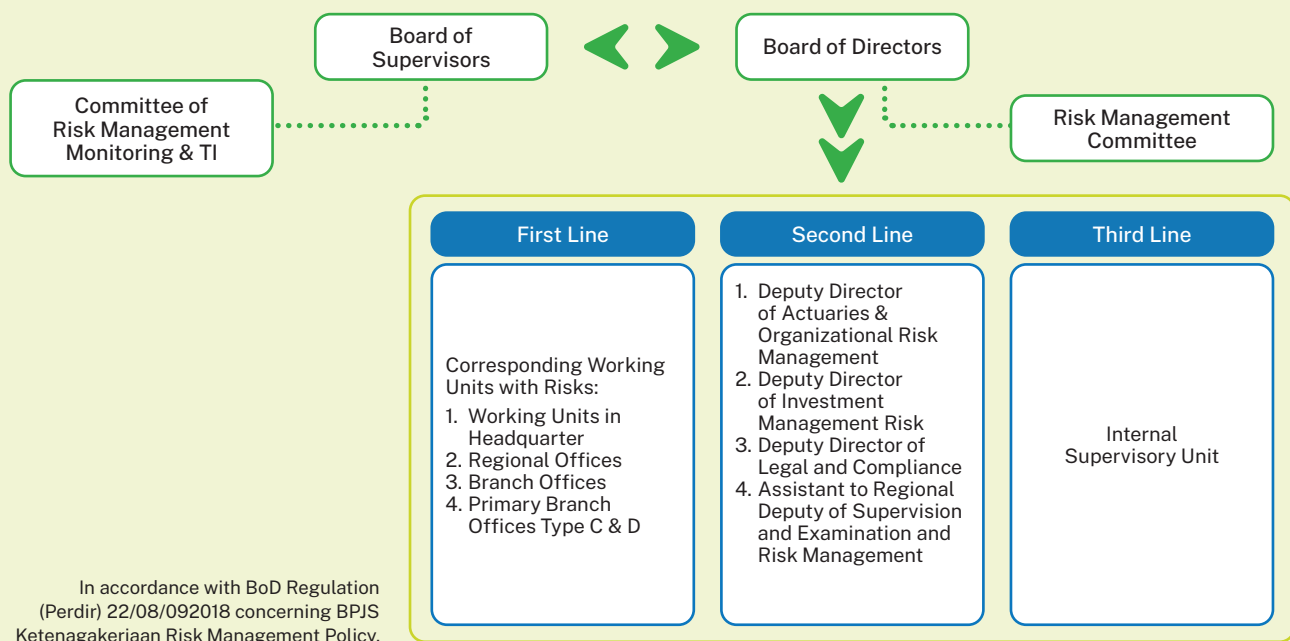 Board of
Supervisors
Board of Directors
Committee of
Risk Management
Monitoring & TI
Risk Management
Committee
First Line
Corresponding Working
Units with Risks:
1. Working Units in
Headquarter
2. Regional Offices
3. Branch Offices
4. Primary Branch
Offices Type C & D
Second Line
1. Deputy Director
of Actuaries &
Organizational Risk
Management
2. Deputy Director
of Investment
Management Risk
3. Deputy Director of
Legal and Compliance
4. Assistant to Regional
Deputy of Supervision
and Examination and
Risk Management
Third Line
Internal
Supervisory Unit
In accordance with BoD Regulation
(Perdir) 22/08/092018 concerning BPJS
Ketenagakerjaan Risk Management Policy.